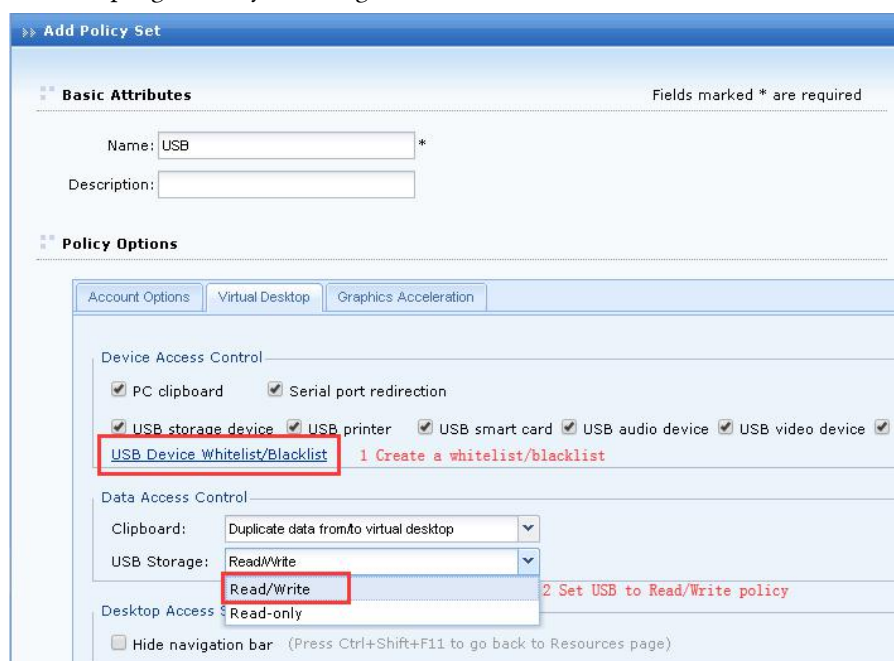 Add Policy Set
Basic Attributes
Fields marked * are required
Name: USB *
Description:
Policy Options
Account Options Virtual Desktop Graphics Acceleration
Device Access Control
PC clipboard Serial port redirection
USB storage device USB printer USB smart card USB audio device USB video device
USB Device Whitelist/Blacklist 1 Create a whitelist/blacklist
Data Access Control
Clipboard: Duplicate data from/to virtual desktop
USB Storage: Read/Write
Read/Write
2 Set USB to Read/Write policy
Desktop Access
Read-only
Hide navigation bar (Press Ctrl+Shift+F11 to go back to Resources page)